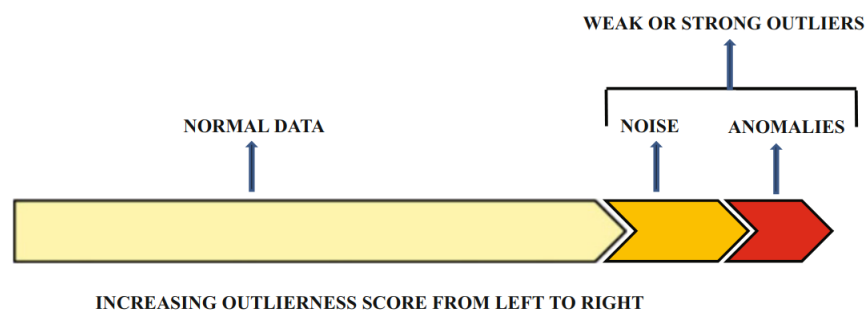 WEAK OR STRONG OUTLIERS
NORMAL DATA
NOISE
ANOMALIES
INCREASING OUTLIERNESS SCORE FROM LEFT TO RIGHT